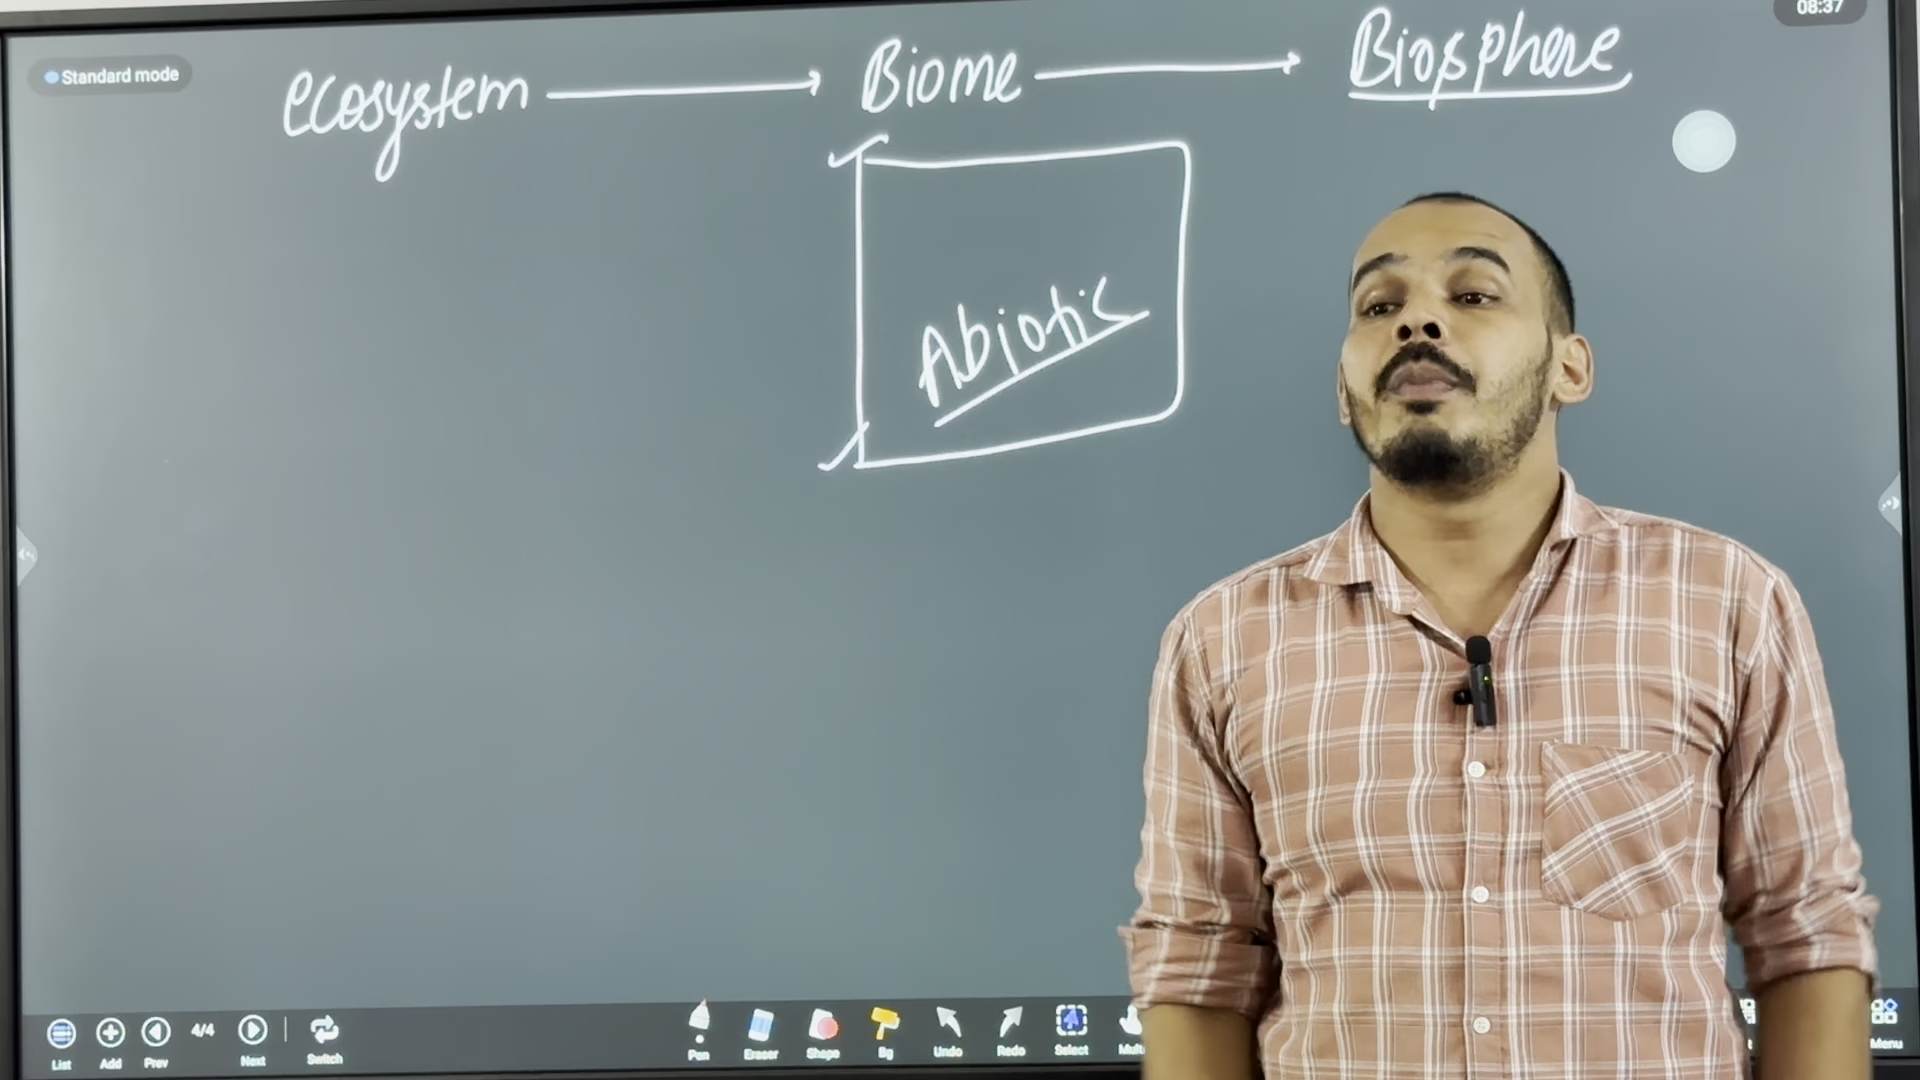 08:37
Standard mode
ecosystem → Biome → Biosphere
Abiotic
List Add Prev 4/4 Next Switch Pen Eraser Shape Bg Undo Redo Select Menu